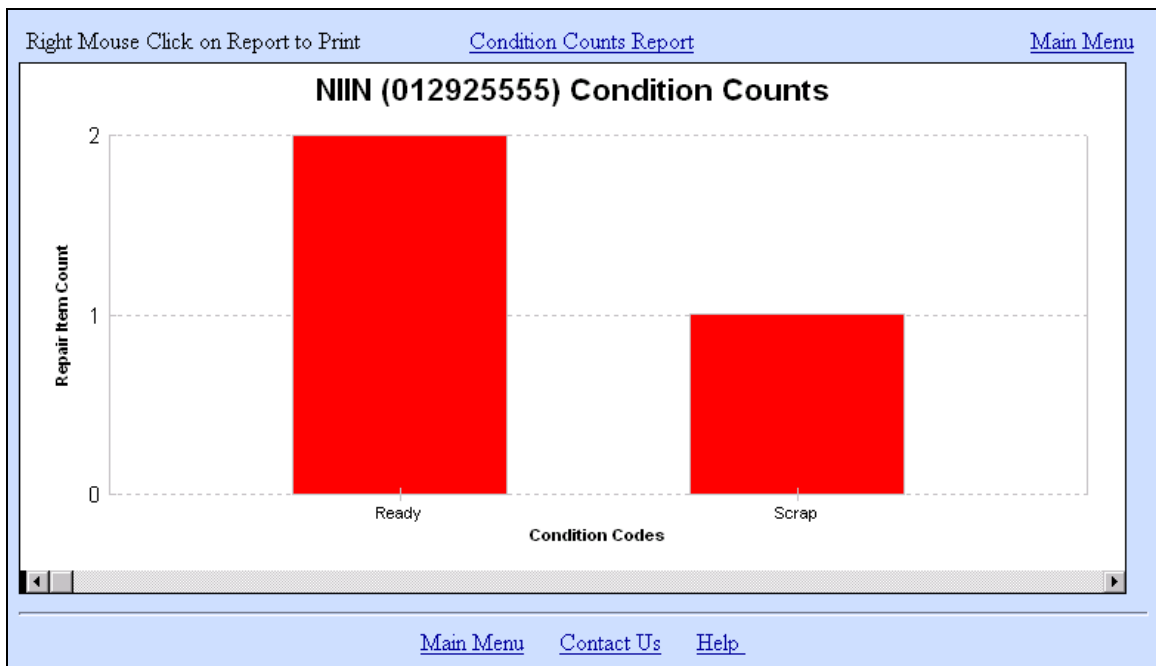 Right Mouse Click on Report to Print Condition Counts Report Main Menu
NIIN (012925555) Condition Counts
2
1
0
Repair Item Count
Ready Scrap
Condition Codes
Main Menu Contact Us Help